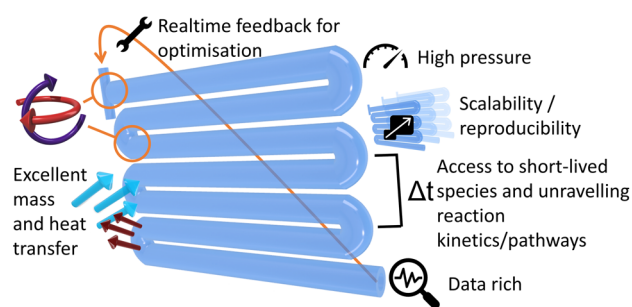 Realtime feedback for
optimisation
High pressure
Scalability /
reproducibility
Excellent
mass
and heat
transfer
Δt
Access to short-lived
species and unravelling
reaction
kinetics/pathways
Data rich